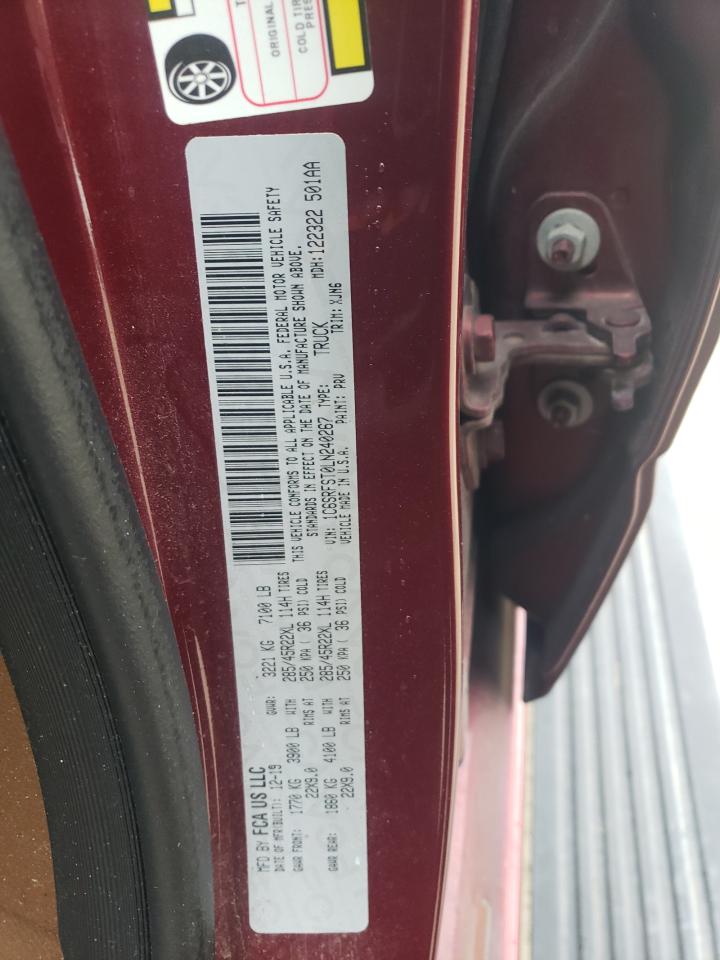 T
ORIGINAL
COLD TIR
PRES
MFD BY FCA US LLC
DATE OF MFR(BUILT): 12-19 GVWR: 3221 KG 7100 LB
GAWR FRONT: 1770 KG 3900 LB WITH 285/45R22XL 114H TIRES
22X9.0 RIMS AT 250 KPA ( 36 PSI) COLD
GAWR REAR: 1860 KG 4100 LB WITH 285/45R22XL 114H TIRES
22X9.0 RIMS AT 250 KPA ( 36 PSI) COLD
THIS VEHICLE CONFORMS TO ALL APPLICABLE U.S.A. FEDERAL MOTOR VEHICLE SAFETY
STANDARDS IN EFFECT ON THE DATE OF MANUFACTURE SHOWN ABOVE.
VIN: 1C6SRFST0LN240267 TYPE: TRUCK MDH: 122322 501AA
VEHICLE MADE IN U.S.A. PAINT: PRV TRIM: XJN6